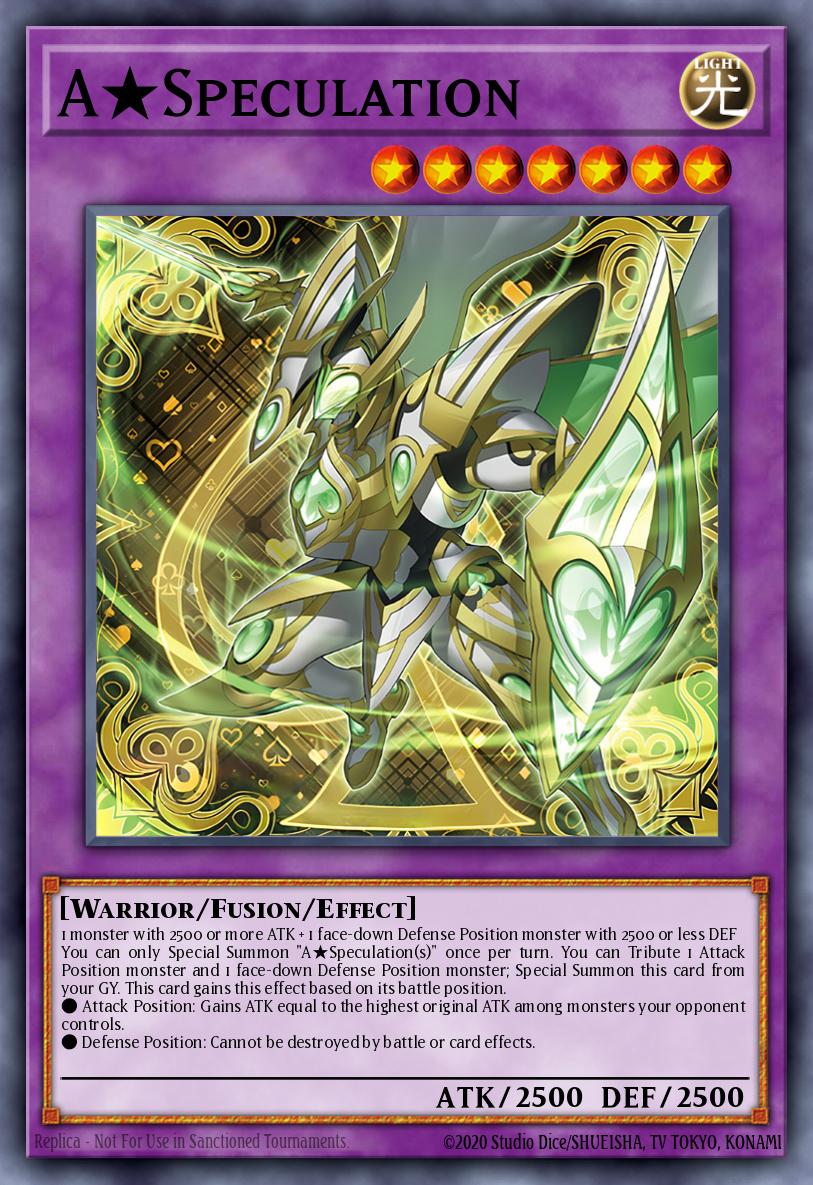 A★Speculation
LIGHT
光
[Warrior/Fusion/Effect]
1 monster with 2500 or more ATK + 1 face-down Defense Position monster with 2500 or less DEF
You can only Special Summon "A★Speculation(s)" once per turn. You can Tribute 1 Attack
Position monster and 1 face-down Defense Position monster; Special Summon this card from
your GY. This card gains this effect based on its battle position.
● Attack Position: Gains ATK equal to the highest original ATK among monsters your opponent
controls.
● Defense Position: Cannot be destroyed by battle or card effects.
ATK/2500 DEF/2500
Replica - Not For Use in Sanctioned Tournaments.
©2020 Studio Dice/SHUEISHA, TV TOKYO, KONAMI